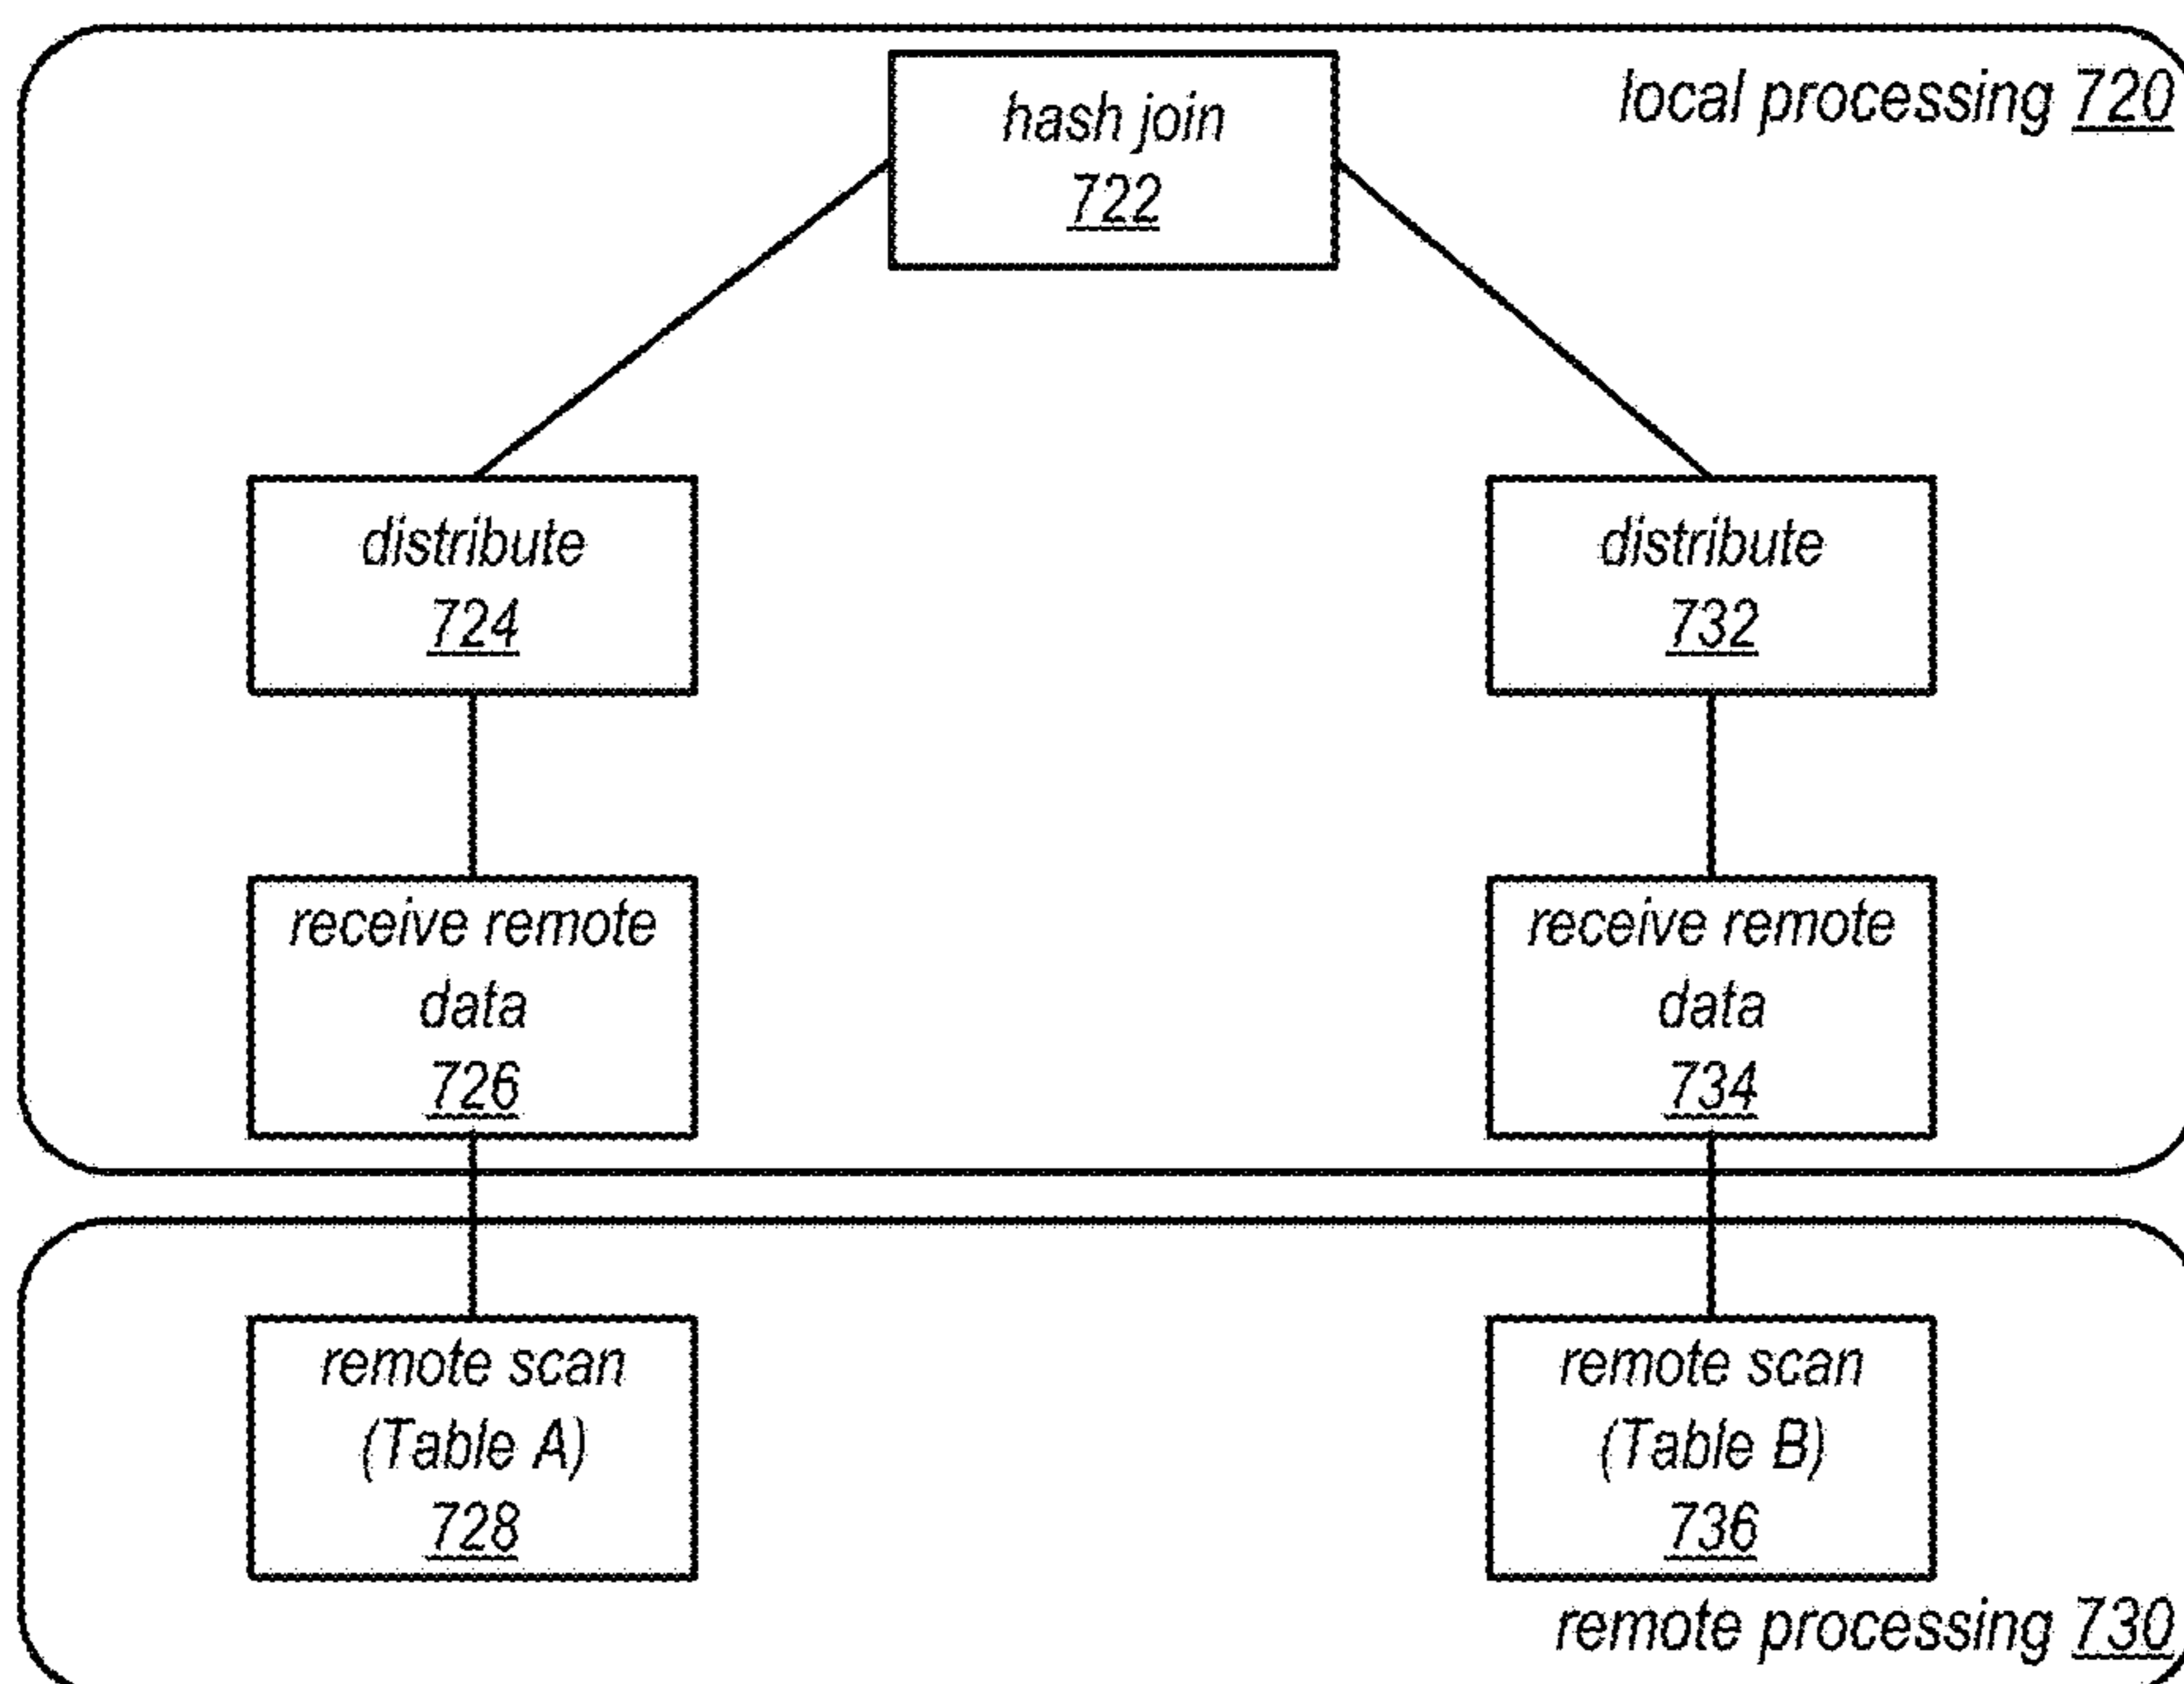 local processing 720
hash join
722
distribute
724
distribute
732
receive remote
data
726
receive remote
data
734
remote scan
(Table A)
728
remote scan
(Table B)
736
remote processing 730